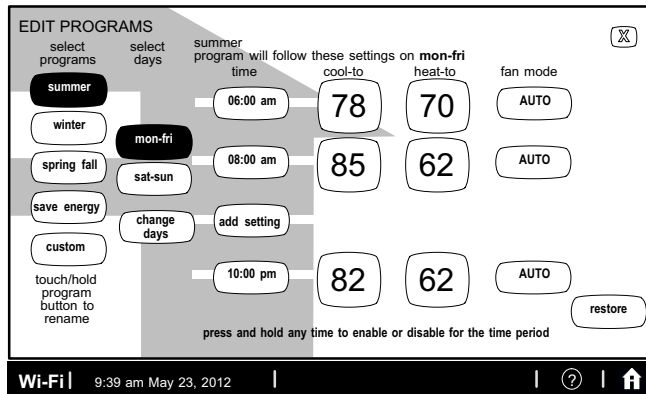 EDIT PROGRAMS
X
select programs
select days
summer
program will follow these settings on mon-fri
time cool-to heat-to fan mode
summer
winter
spring fall
save energy
custom
touch/hold
program
button to
rename
mon-fri
sat-sun
change
days
06:00 am 78 70 AUTO
08:00 am 85 62 AUTO
add setting
10:00 pm 82 62 AUTO
restore
press and hold any time to enable or disable for the time period
Wi-Fi 9:39 am May 23, 2012 ?